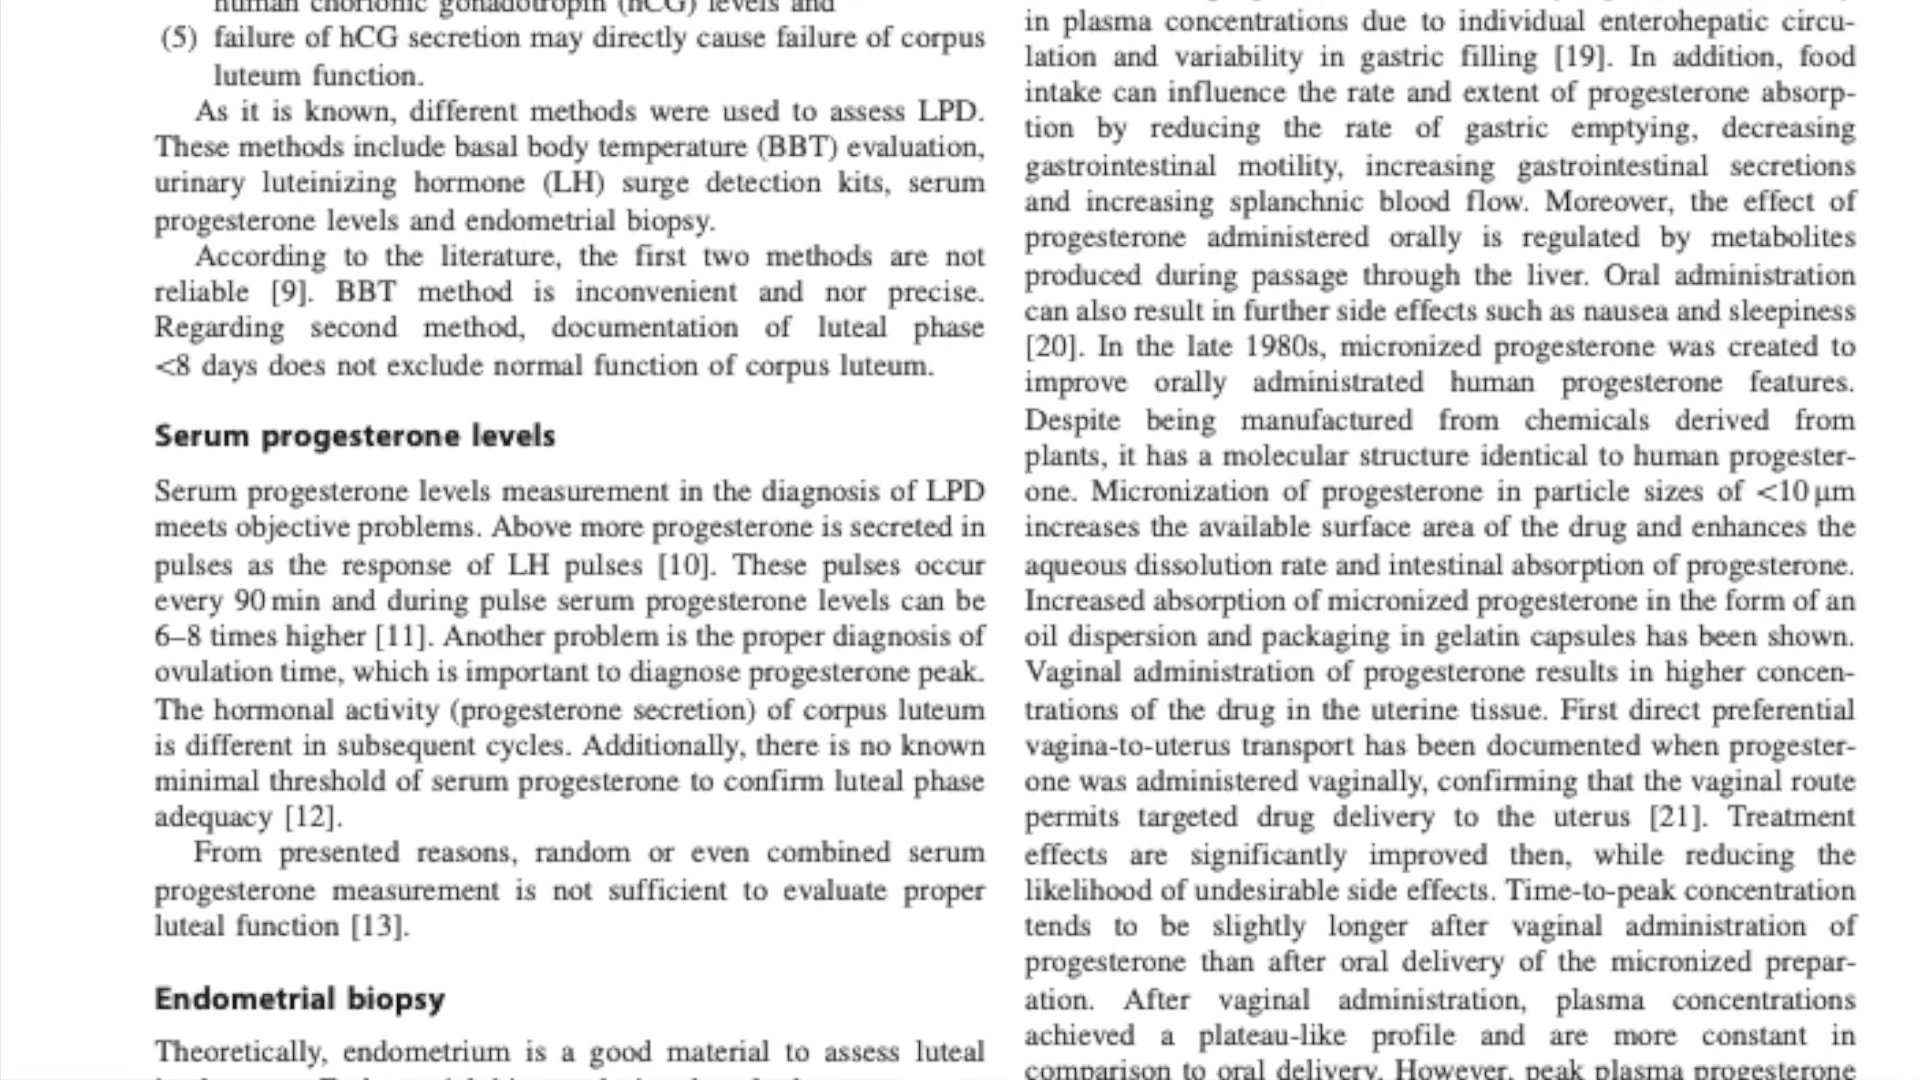 human chorionic gonadotropin (hCG) levels and
(5) failure of hCG secretion may directly cause failure of corpus
luteum function.
As it is known, different methods were used to assess LPD.
These methods include basal body temperature (BBT) evaluation,
urinary luteinizing hormone (LH) surge detection kits, serum
progesterone levels and endometrial biopsy.
According to the literature, the first two methods are not
reliable [9]. BBT method is inconvenient and nor precise.
Regarding second method, documentation of luteal phase
<8 days does not exclude normal function of corpus luteum.
Serum progesterone levels
Serum progesterone levels measurement in the diagnosis of LPD
meets objective problems. Above more progesterone is secreted in
pulses as the response of LH pulses [10]. These pulses occur
every 90 min and during pulse serum progesterone levels can be
6–8 times higher [11]. Another problem is the proper diagnosis of
ovulation time, which is important to diagnose progesterone peak.
The hormonal activity (progesterone secretion) of corpus luteum
is different in subsequent cycles. Additionally, there is no known
minimal threshold of serum progesterone to confirm luteal phase
adequacy [12].
From presented reasons, random or even combined serum
progesterone measurement is not sufficient to evaluate proper
luteal function [13].
Endometrial biopsy
Theoretically, endometrium is a good material to assess luteal
in plasma concentrations due to individual enterohepatic circu-
lation and variability in gastric filling [19]. In addition, food
intake can influence the rate and extent of progesterone absorp-
tion by reducing the rate of gastric emptying, decreasing
gastrointestinal motility, increasing gastrointestinal secretions
and increasing splanchnic blood flow. Moreover, the effect of
progesterone administered orally is regulated by metabolites
produced during passage through the liver. Oral administration
can also result in further side effects such as nausea and sleepiness
[20]. In the late 1980s, micronized progesterone was created to
improve orally administrated human progesterone features.
Despite being manufactured from chemicals derived from
plants, it has a molecular structure identical to human progester-
one. Micronization of progesterone in particle sizes of <10 µm
increases the available surface area of the drug and enhances the
aqueous dissolution rate and intestinal absorption of progesterone.
Increased absorption of micronized progesterone in the form of an
oil dispersion and packaging in gelatin capsules has been shown.
Vaginal administration of progesterone results in higher concen-
trations of the drug in the uterine tissue. First direct preferential
vagina-to-uterus transport has been documented when progester-
one was administered vaginally, confirming that the vaginal route
permits targeted drug delivery to the uterus [21]. Treatment
effects are significantly improved then, while reducing the
likelihood of undesirable side effects. Time-to-peak concentration
tends to be slightly longer after vaginal administration of
progesterone than after oral delivery of the micronized prepar-
ation. After vaginal administration, plasma concentrations
achieved a plateau-like profile and are more constant in
comparison to oral delivery. However, peak plasma progesterone